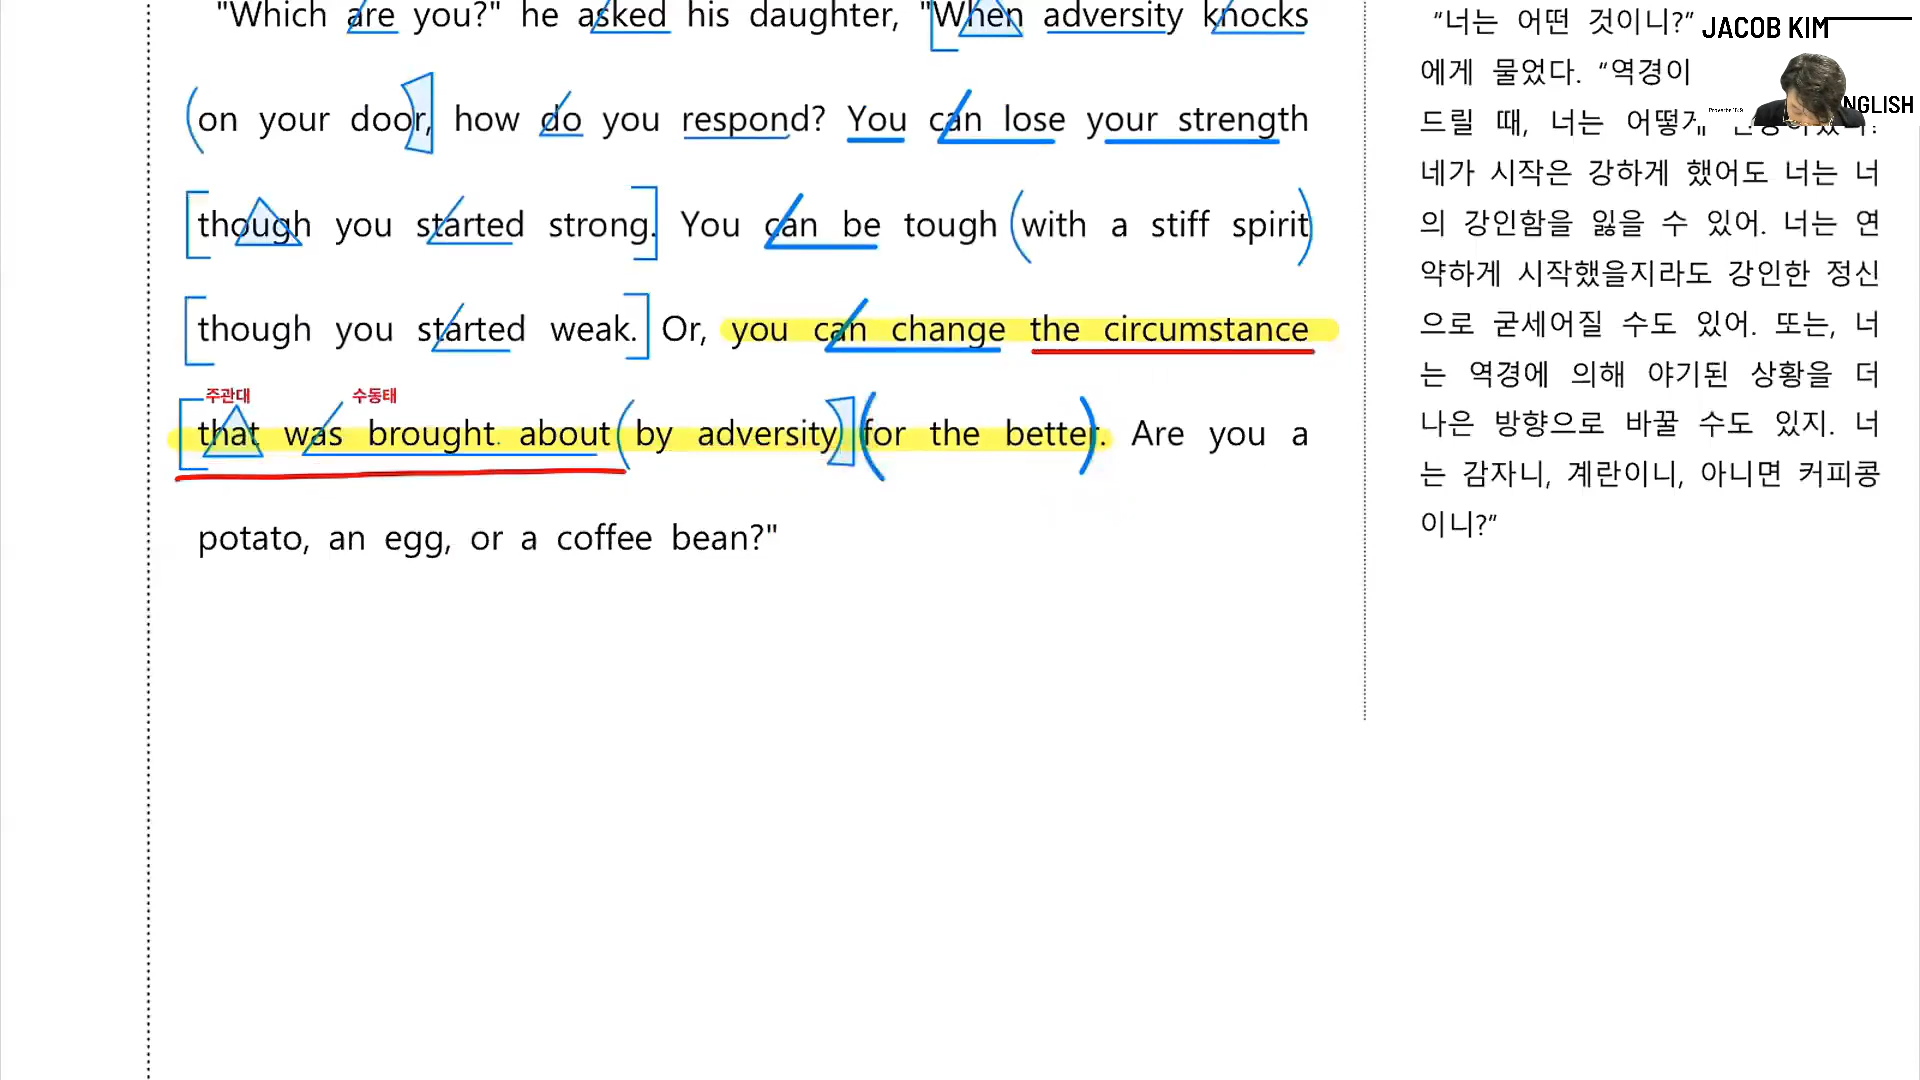 "Which are you?" he asked his daughter, "When adversity knocks
on your door, how do you respond? You can lose your strength
though you started strong. You can be tough with a stiff spirit
though you started weak. Or, you can change the circumstance
주관대 수동태
that was brought about by adversity for the better. Are you a
potato, an egg, or a coffee bean?"
“너는 어떤 것이니?”
에게 물었다. “역경이
드릴 때, 너는 어떻게
네가 시작은 강하게 했어도 너는 너
의 강인함을 잃을 수 있어. 너는 연
약하게 시작했을지라도 강인한 정신
으로 굳세어질 수도 있어. 또는, 너
는 역경에 의해 야기된 상황을 더
나은 방향으로 바꿀 수도 있지. 너
는 감자니, 계란이니, 아니면 커피콩
이니?”
JACOB KIM
NGLISH